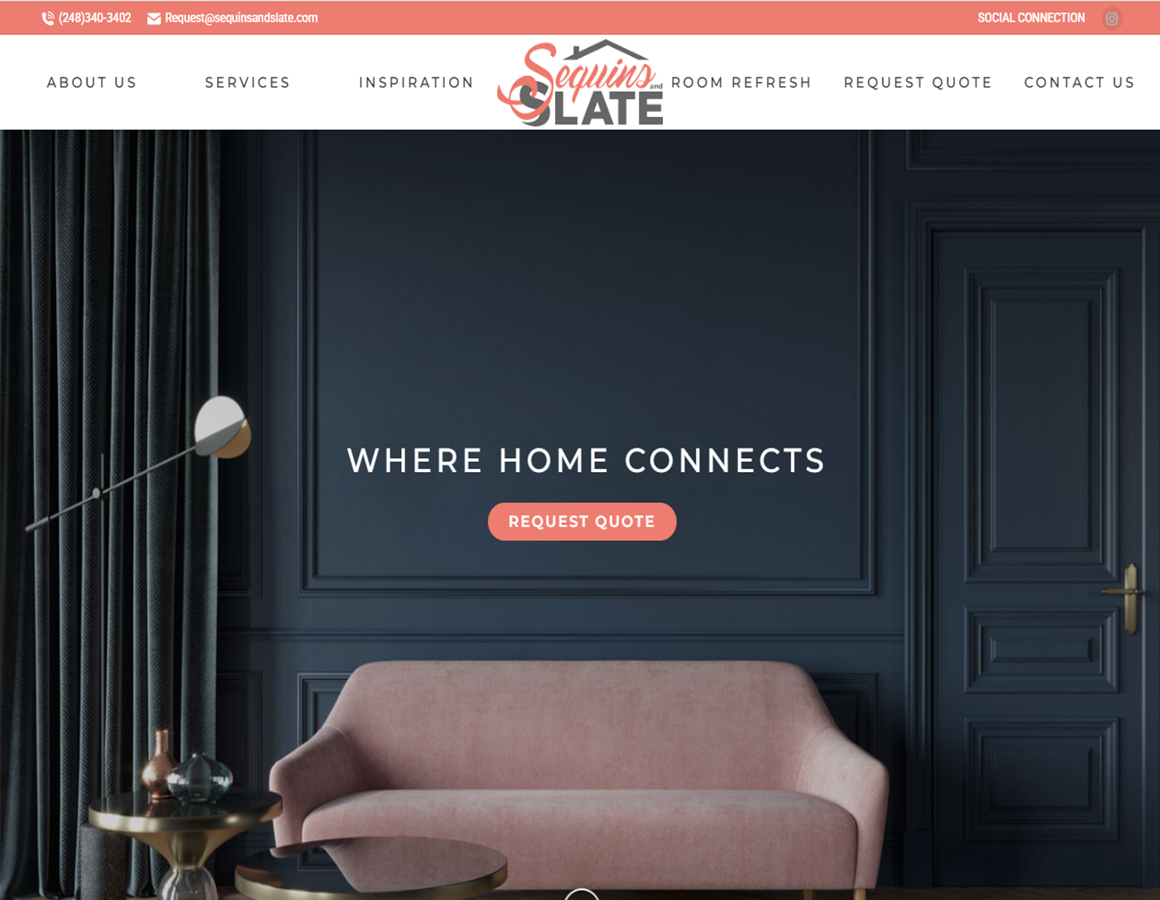 (248)340-3402 Request@sequinsandslate.com SOCIAL CONNECTION
ABOUT US SERVICES INSPIRATION Sequins and SLATE ROOM REFRESH REQUEST QUOTE CONTACT US
WHERE HOME CONNECTS
REQUEST QUOTE